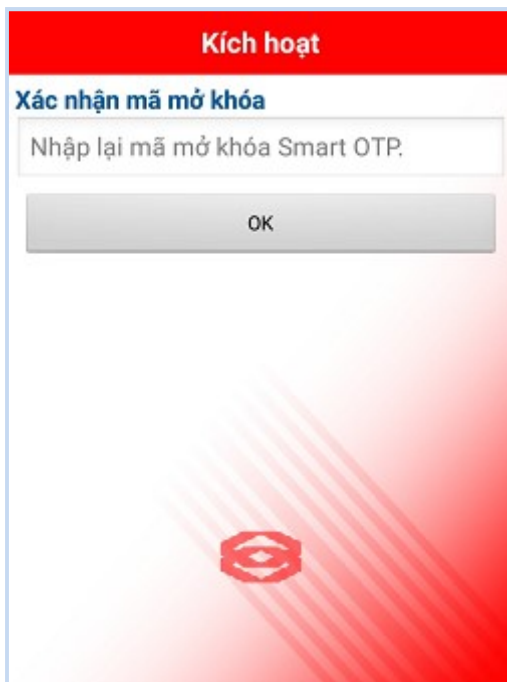 Kích hoạt
Xác nhận mã mở khóa
Nhập lại mã mở khóa Smart OTP.
OK